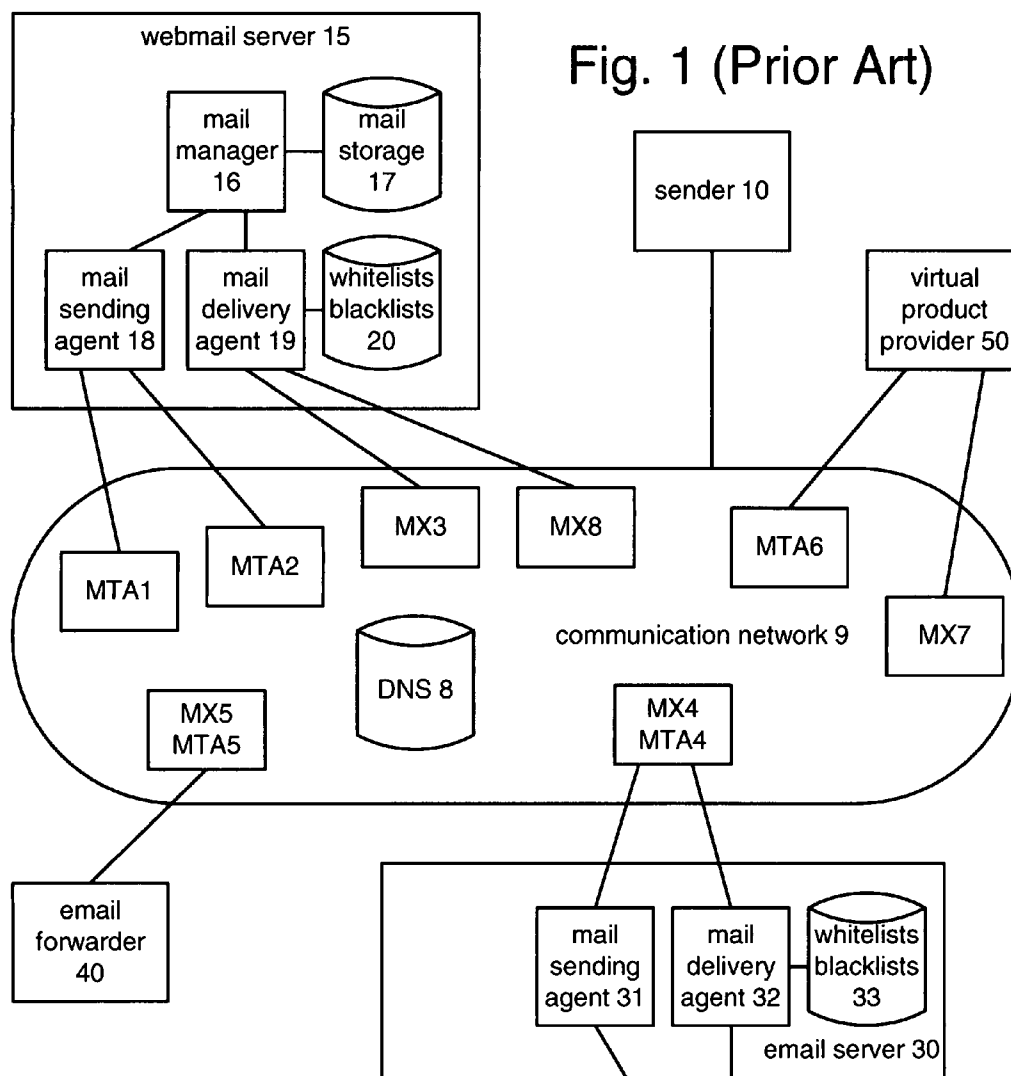 webmail server 15
Fig. 1 (Prior Art)
mail
manager
16
mail
storage
17
sender 10
mail
sending
agent 18
mail
delivery
agent 19
whitelists
blacklists
20
virtual
product
provider 50
MX3
MX8
MTA6
MTA1
MTA2
communication network 9
MX7
DNS 8
MX5
MTA5
MX4
MTA4
email
forwarder
40
mail
sending
agent 31
mail
delivery
agent 32
whitelists
blacklists
33
email server 30